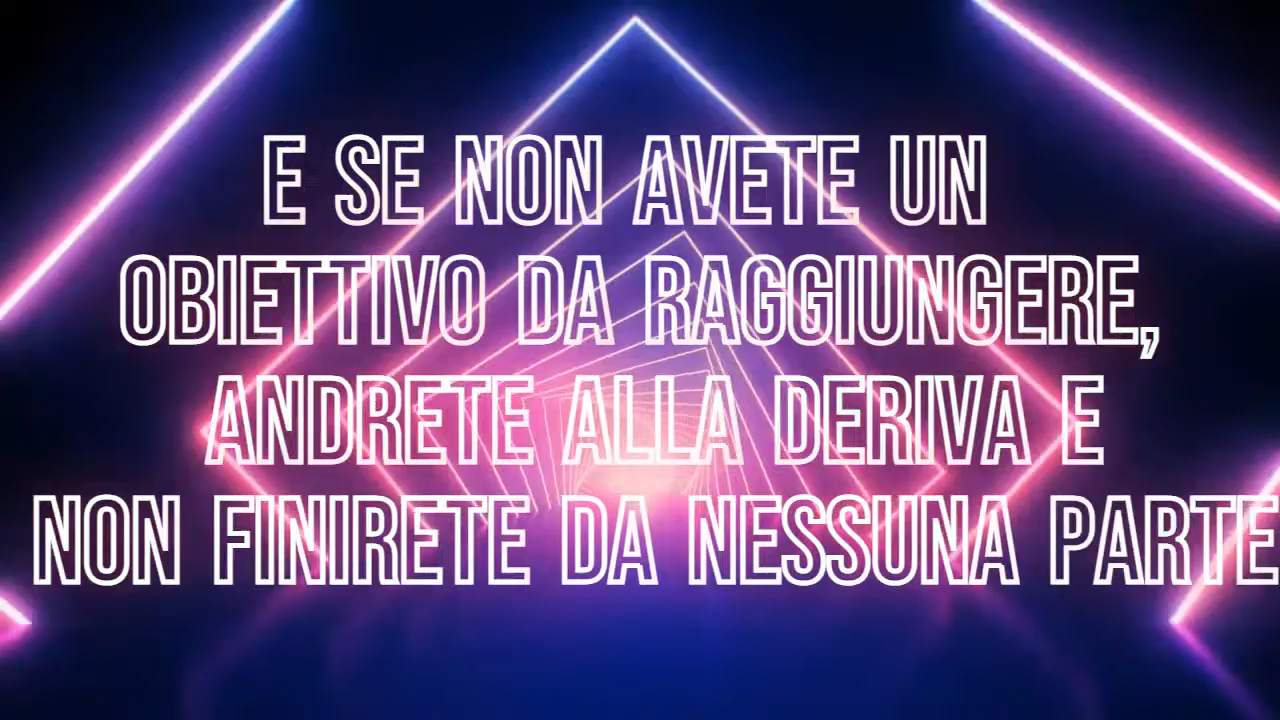 E SE NON AVETE UN
OBIETTIVO DA RAGGIUNGERE,
ANDRETE ALLA DERIVA E
NON FINIRETE DA NESSUNA PARTE